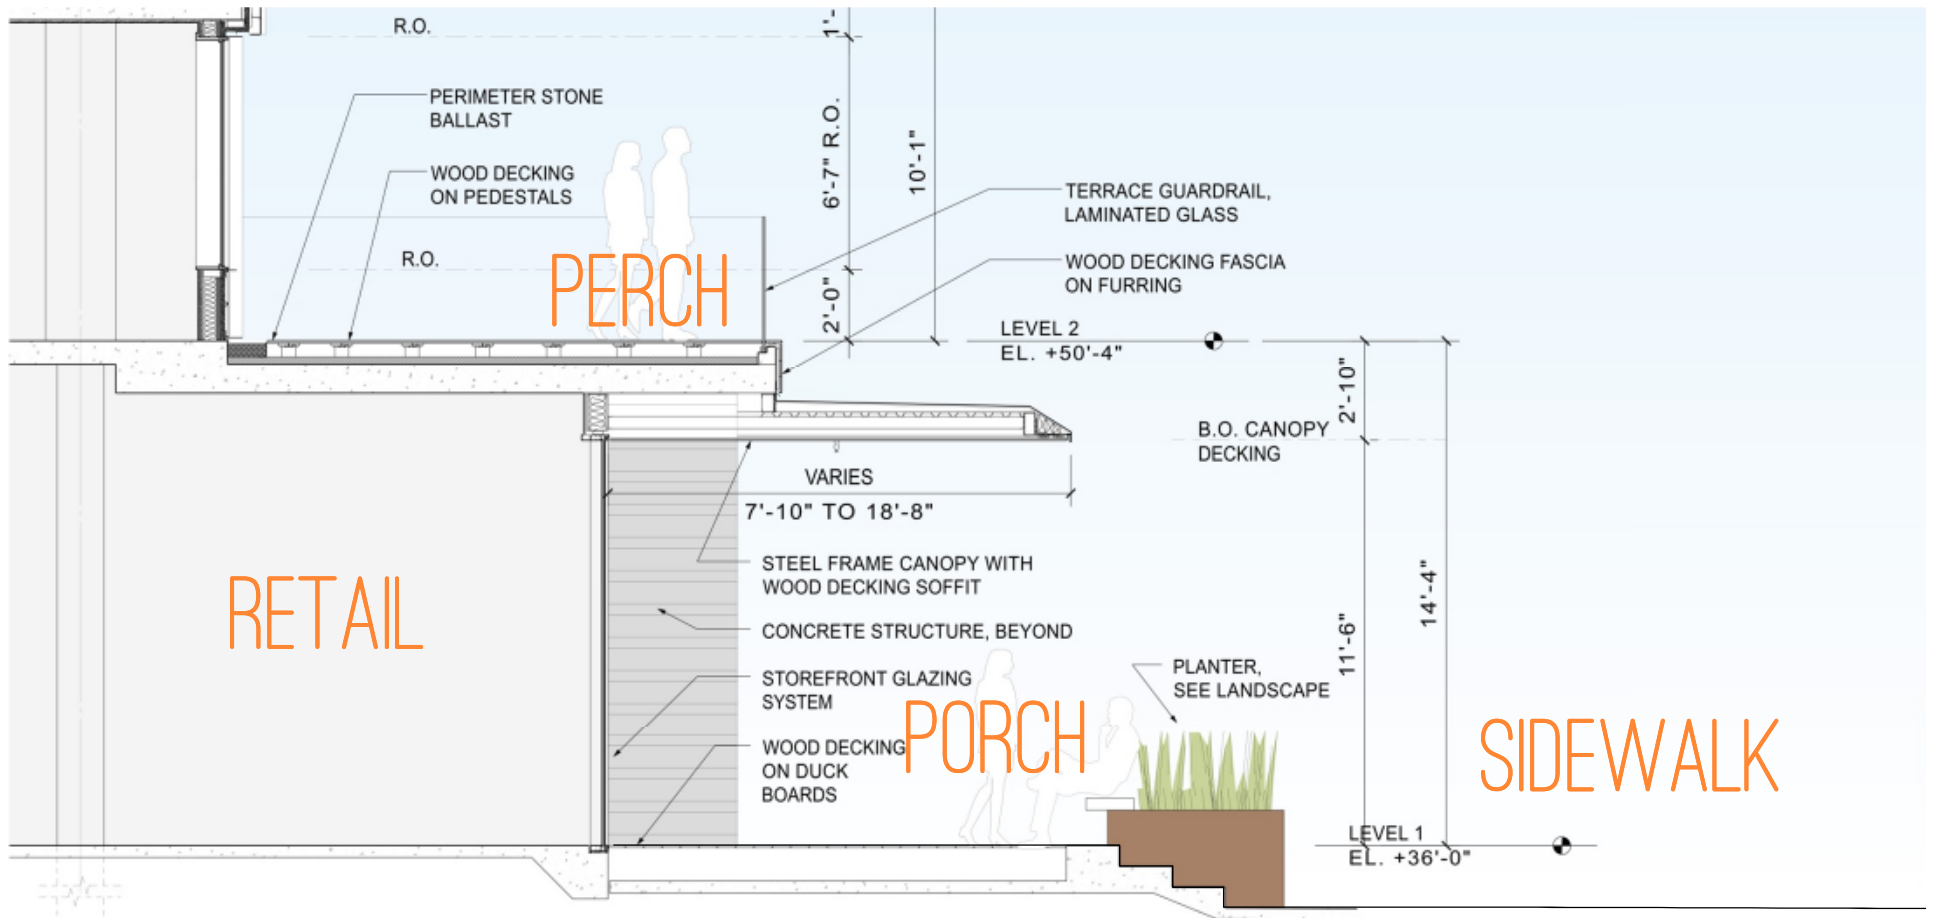 R.O.
1'-
PERIMETER STONE
BALLAST
6'-7" R.O.
10'-1"
WOOD DECKING
ON PEDESTALS
TERRACE GUARDRAIL,
LAMINATED GLASS
R.O.
PERCH
WOOD DECKING FASCIA
ON FURRING
2'-0"
LEVEL 2
EL. +50'-4"
2'-10"
B.O. CANOPY
DECKING
VARIES
7'-10" TO 18'-8"
STEEL FRAME CANOPY WITH
WOOD DECKING SOFFIT
14'-4"
RETAIL
CONCRETE STRUCTURE, BEYOND
11'-6"
STOREFRONT GLAZING
SYSTEM
PLANTER,
SEE LANDSCAPE
PORCH
SIDEWALK
WOOD DECKING
ON DUCK
BOARDS
LEVEL 1
EL. +36'-0"